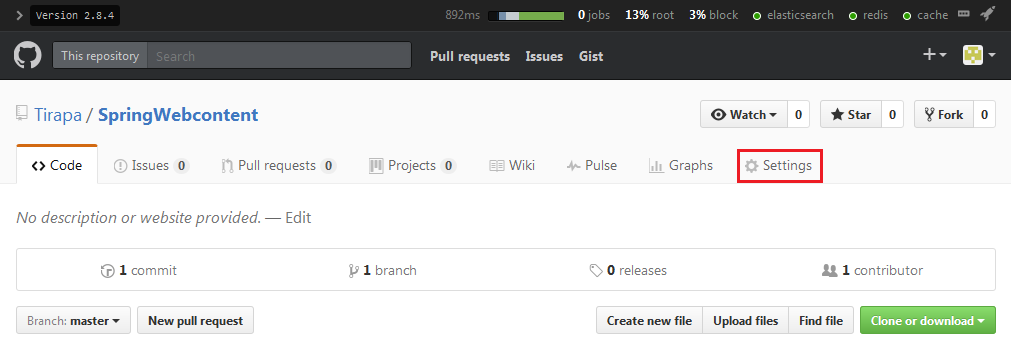 Version 2.8.4 892ms 0 jobs 13% root 3% block elasticsearch redis cache
This repository Search Pull requests Issues Gist
Tirapa / SpringWebcontent Watch 0 Star 0 Fork 0
Code Issues 0 Pull requests 0 Projects 0 Wiki Pulse Graphs Settings
No description or website provided. — Edit
1 commit 1 branch 0 releases 1 contributor
Branch: master New pull request Create new file Upload files Find file Clone or download